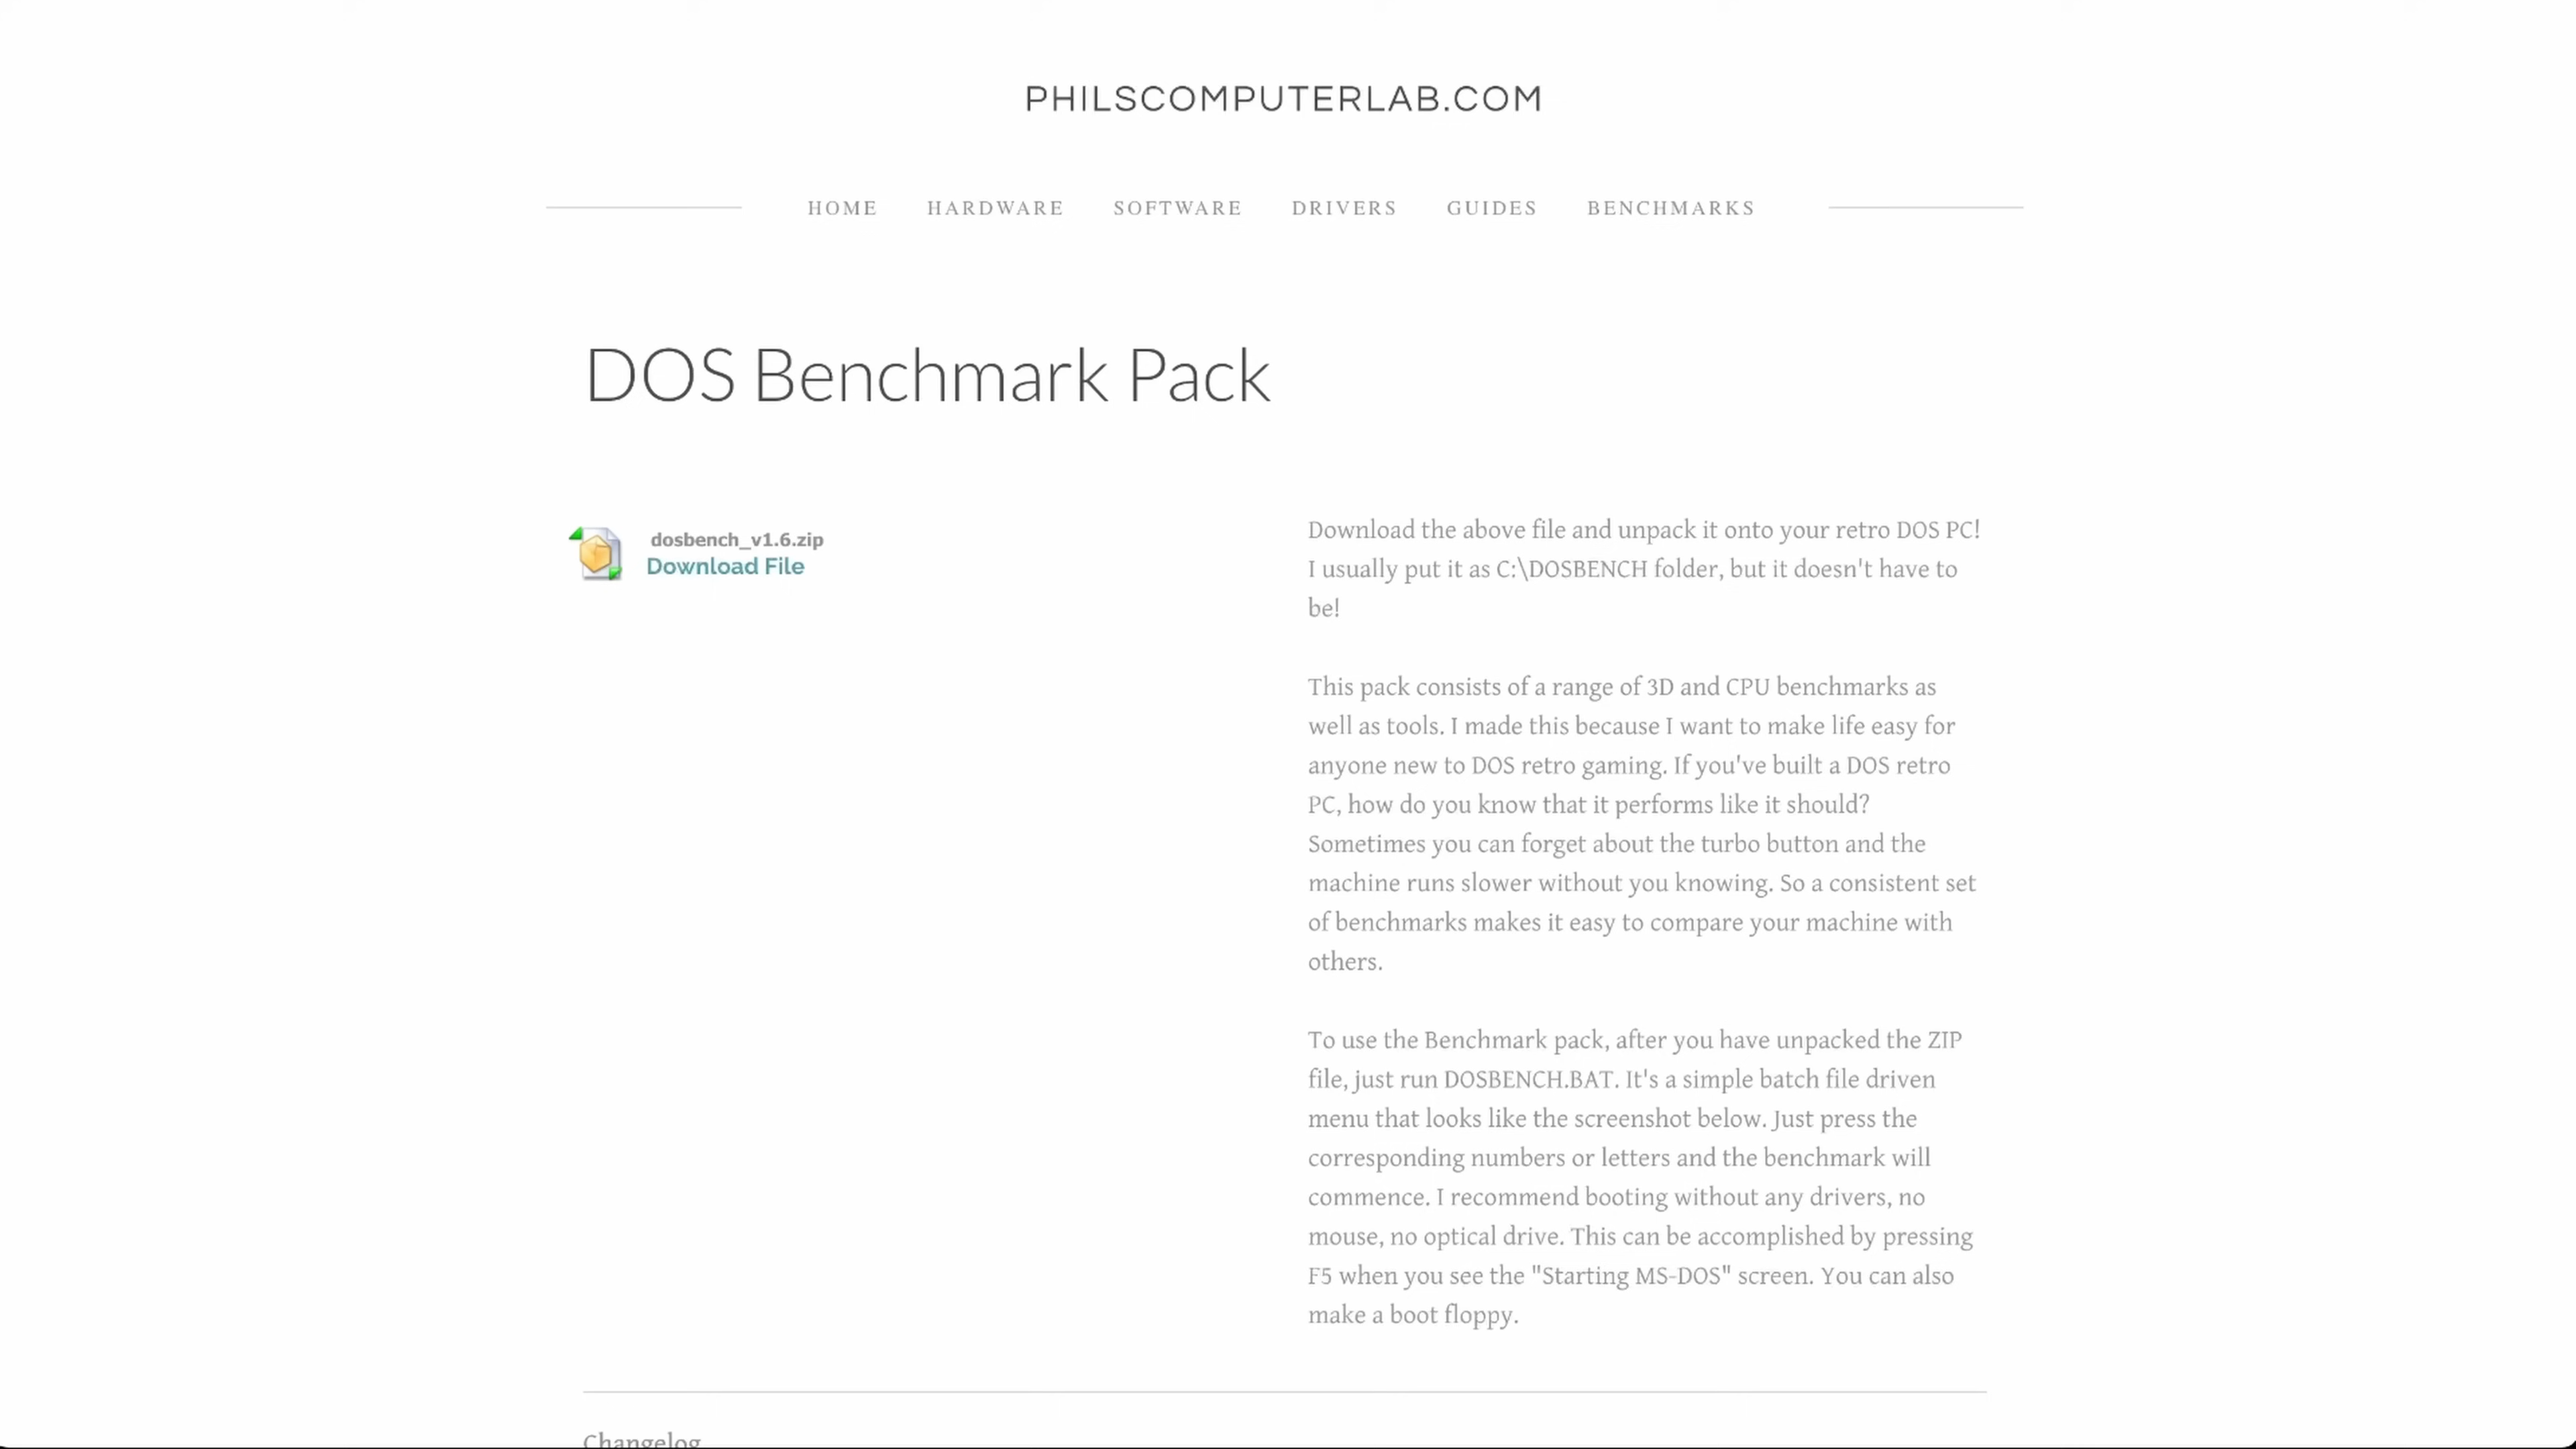 PHILSCOMPUTERLAB.COM
HOME HARDWARE SOFTWARE DRIVERS GUIDES BENCHMARKS
DOS Benchmark Pack
dosbench_v1.6.zip
Download File
Download the above file and unpack it onto your retro DOS PC!
I usually put it as C:\DOSBENCH folder, but it doesn't have to
be!
This pack consists of a range of 3D and CPU benchmarks as
well as tools. I made this because I want to make life easy for
anyone new to DOS retro gaming. If you've built a DOS retro
PC, how do you know that it performs like it should?
Sometimes you can forget about the turbo button and the
machine runs slower without you knowing. So a consistent set
of benchmarks makes it easy to compare your machine with
others.
To use the Benchmark pack, after you have unpacked the ZIP
file, just run DOSBENCH.BAT. It's a simple batch file driven
menu that looks like the screenshot below. Just press the
corresponding numbers or letters and the benchmark will
commence. I recommend booting without any drivers, no
mouse, no optical drive. This can be accomplished by pressing
F5 when you see the "Starting MS-DOS" screen. You can also
make a boot floppy.
Changelog